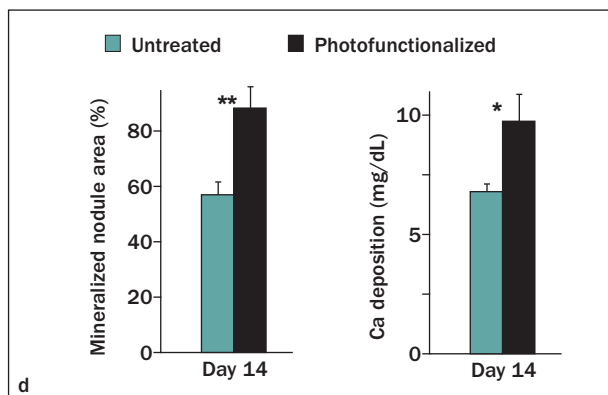 Untreated Photofunctionalized
Mineralized nodule area (%)
80
60
40
20
0
**
Day 14
Ca deposition (mg/dL)
10
5
0
*
Day 14
d